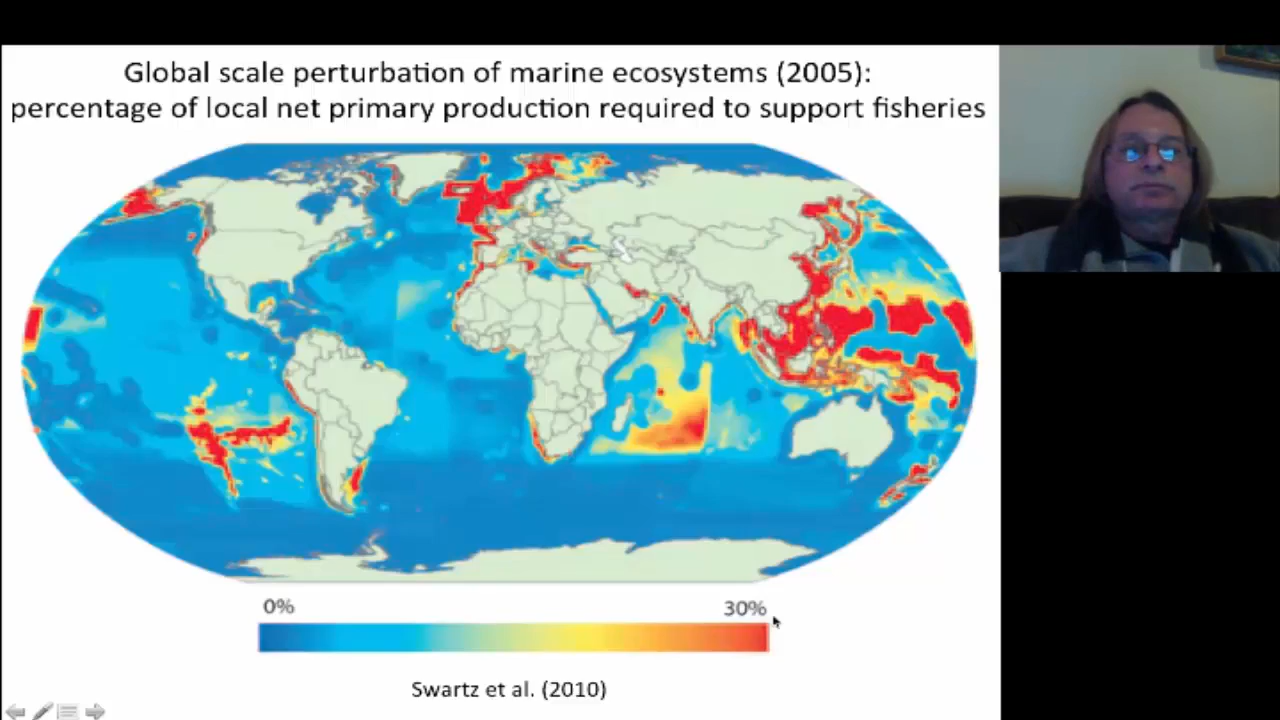 Global scale perturbation of marine ecosystems (2005):
percentage of local net primary production required to support fisheries
0%
30%
Swartz et al. (2010)